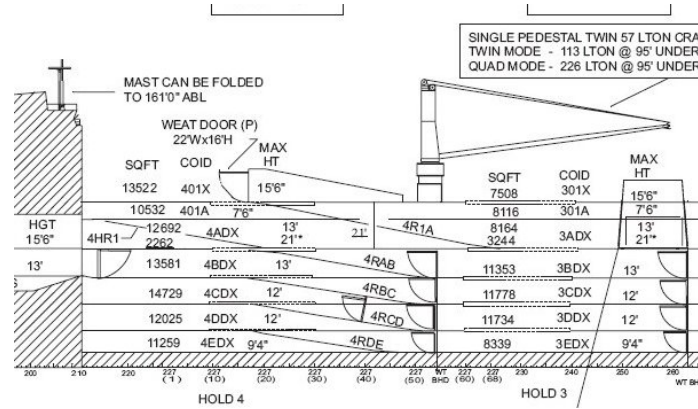 SINGLE PEDESTAL TWIN 57 LTON CRA
TWIN MODE - 113 LTON @ 95' UNDER
QUAD MODE - 226 LTON @ 95' UNDER
MAST CAN BE FOLDED
TO 161'0" ABL
WEAT DOOR (P)
22'Wx16'H
MAX
HT
SQFT COID
13522 401X 15'6"
10532 401A 7'6"
HGT
15'6"
13'
4HR1
12692
2262
4ADX
13'
21'*
21'
4R1A
13581 4BDX 13' 4RAB
14729 4CDX 12' 4RBC
12025 4DDX 12' 4RCD
11259 4EDX 9'4" 4RDE
SQFT COID
MAX
HT
7508 301X 15'6"
8116 301A 7'6"
8164
3244
3ADX
13'
21'*
11353 3BDX 13'
11778 3CDX 12'
11734 3DDX 12'
8339 3EDX 9'4"
200 210 220 227 227 227 227 227 227 WT 227 227 230 240 250 260
(1) (10) (20) (30) (40) (50) BHD (60) (68) WT BH
HOLD 4 HOLD 3